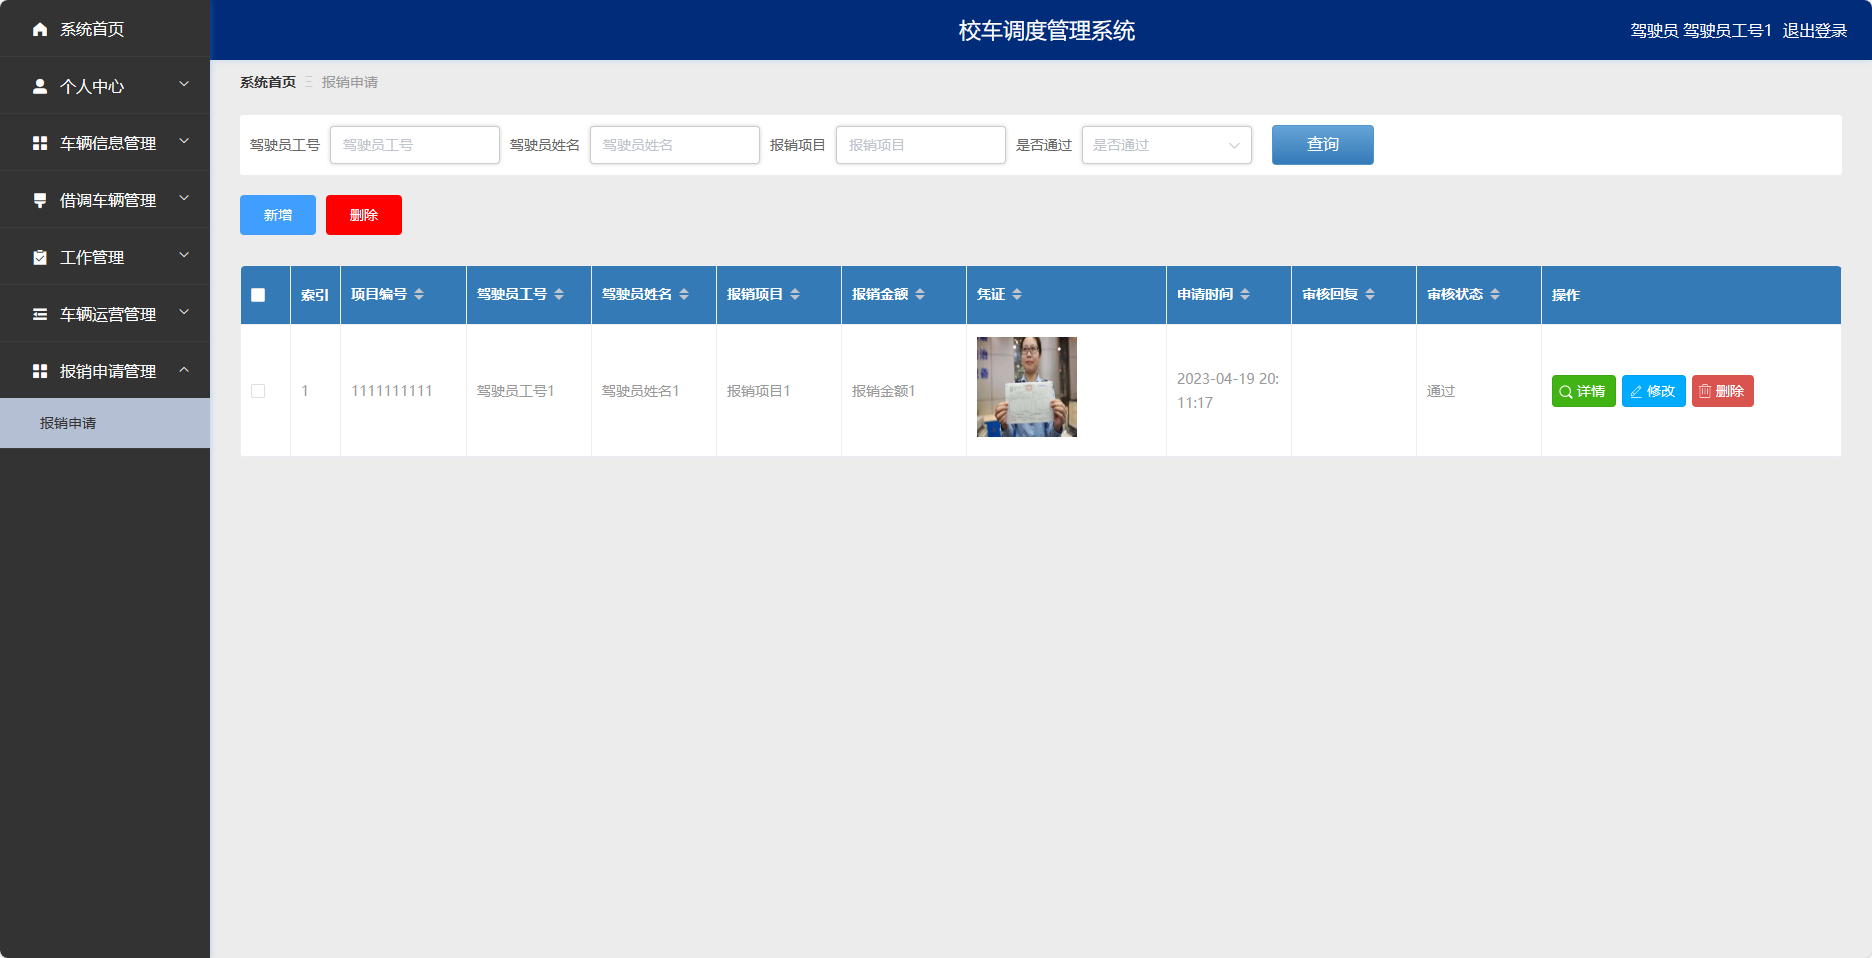 系统首页
个人中心
车辆信息管理
借调车辆管理
工作管理
车辆运营管理
报销申请管理
报销申请
校车调度管理系统
驾驶员 驾驶员工号1 退出登录
系统首页 报销申请
驾驶员工号 驾驶员工号 驾驶员姓名 驾驶员姓名 报销项目 报销项目 是否通过 是否通过 查询
新增 删除
索引 项目编号 驾驶员工号 驾驶员姓名 报销项目 报销金额 凭证 申请时间 审核回复 审核状态 操作
1 1111111111 驾驶员工号1 驾驶员姓名1 报销项目1 报销金额1 2023-04-19 20:
11:17 通过 详情 修改 删除